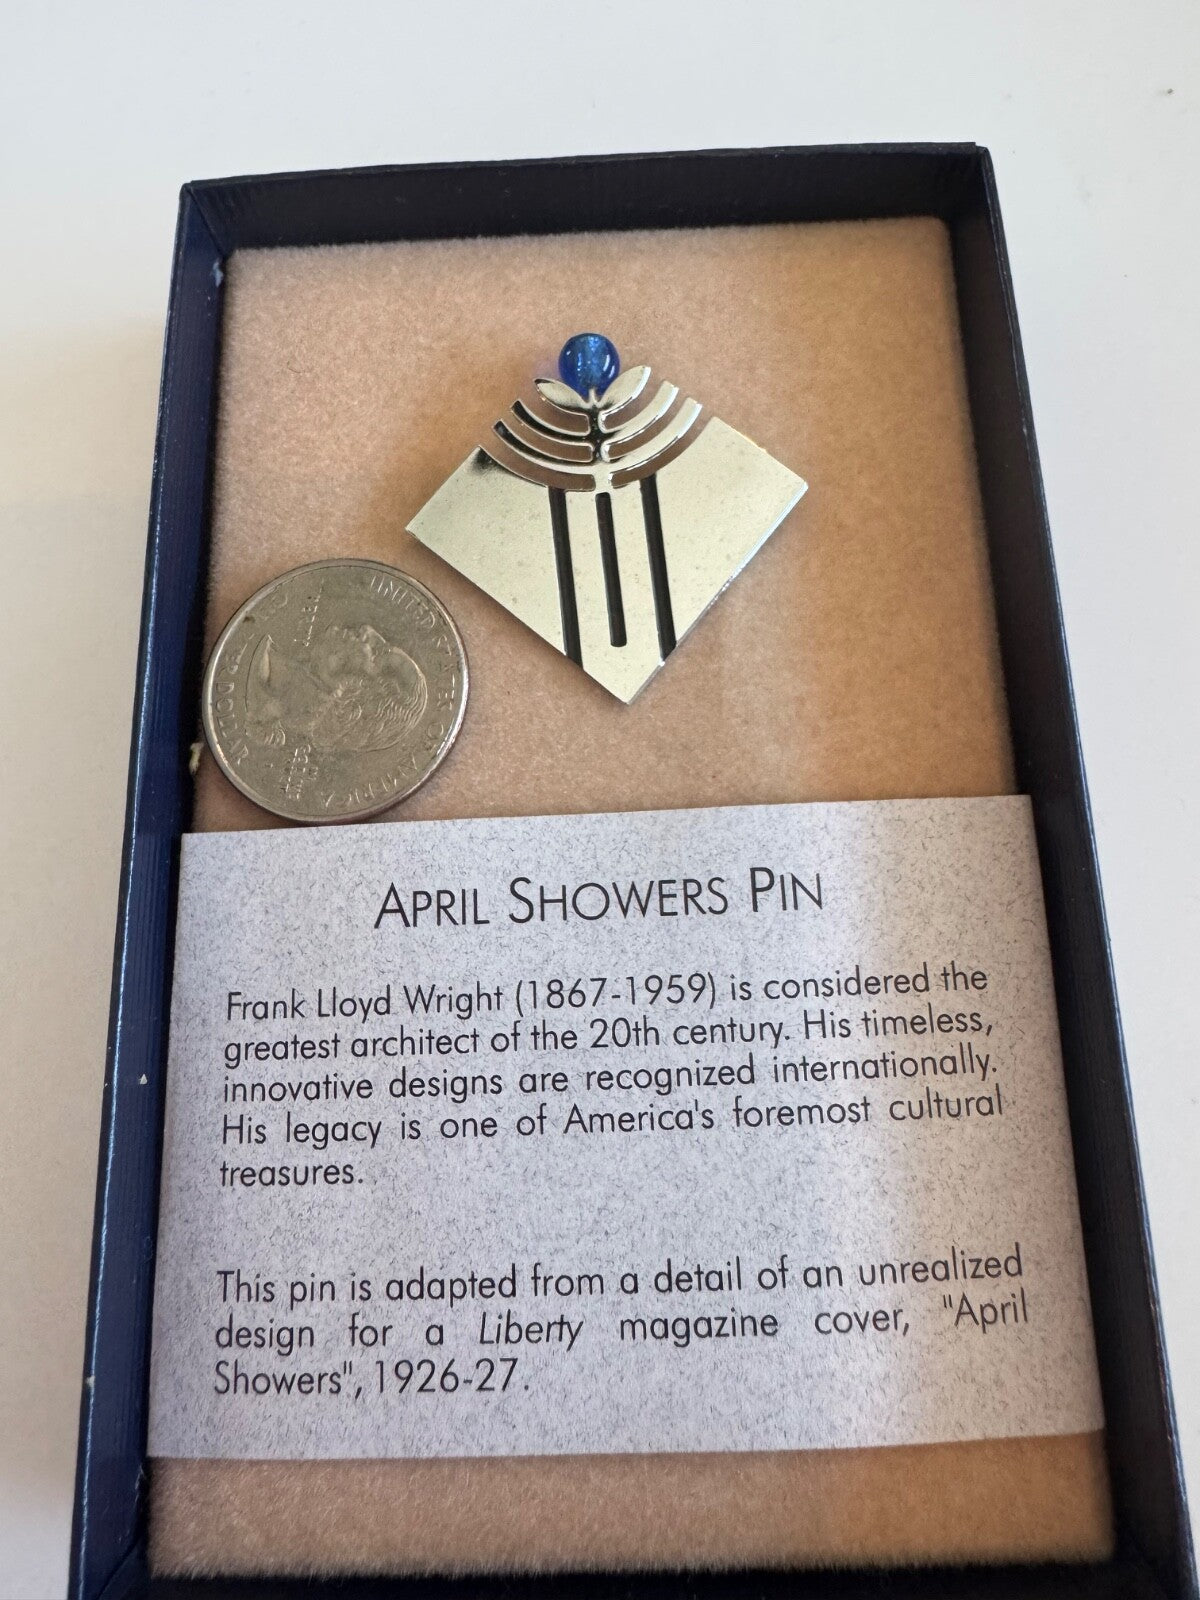 UNITED STATES OF AMERICA
LIBERTY
QUARTER DOLLAR
APRIL SHOWERS PIN
Frank Lloyd Wright (1867-1959) is considered the
greatest architect of the 20th century. His timeless,
innovative designs are recognized internationally.
His legacy is one of America's foremost cultural
treasures.
This pin is adapted from a detail of an unrealized
design for a Liberty magazine cover, "April
Showers", 1926-27.